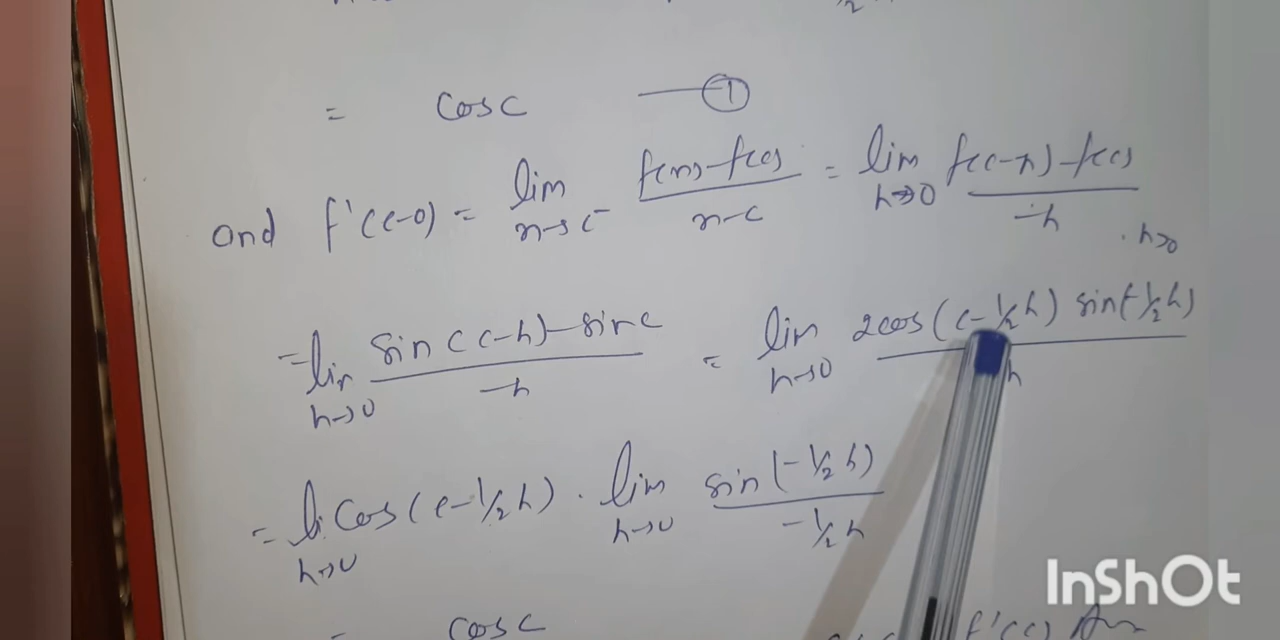 = cos c —— ①
and f'(c-0) = lim n→c⁻ f(n)-f(c) / n-c = lim h→0 f(c-h)-f(c) / -h . h>0
= lim h→0 sin(c-h)-sin c / -h = lim h→0 2cos(c-½h) sin(-½h) / h
= li h→0 cos(c-½h) . lim h→0 sin(-½h) / -½h
= cos c f'(c)
InShOt